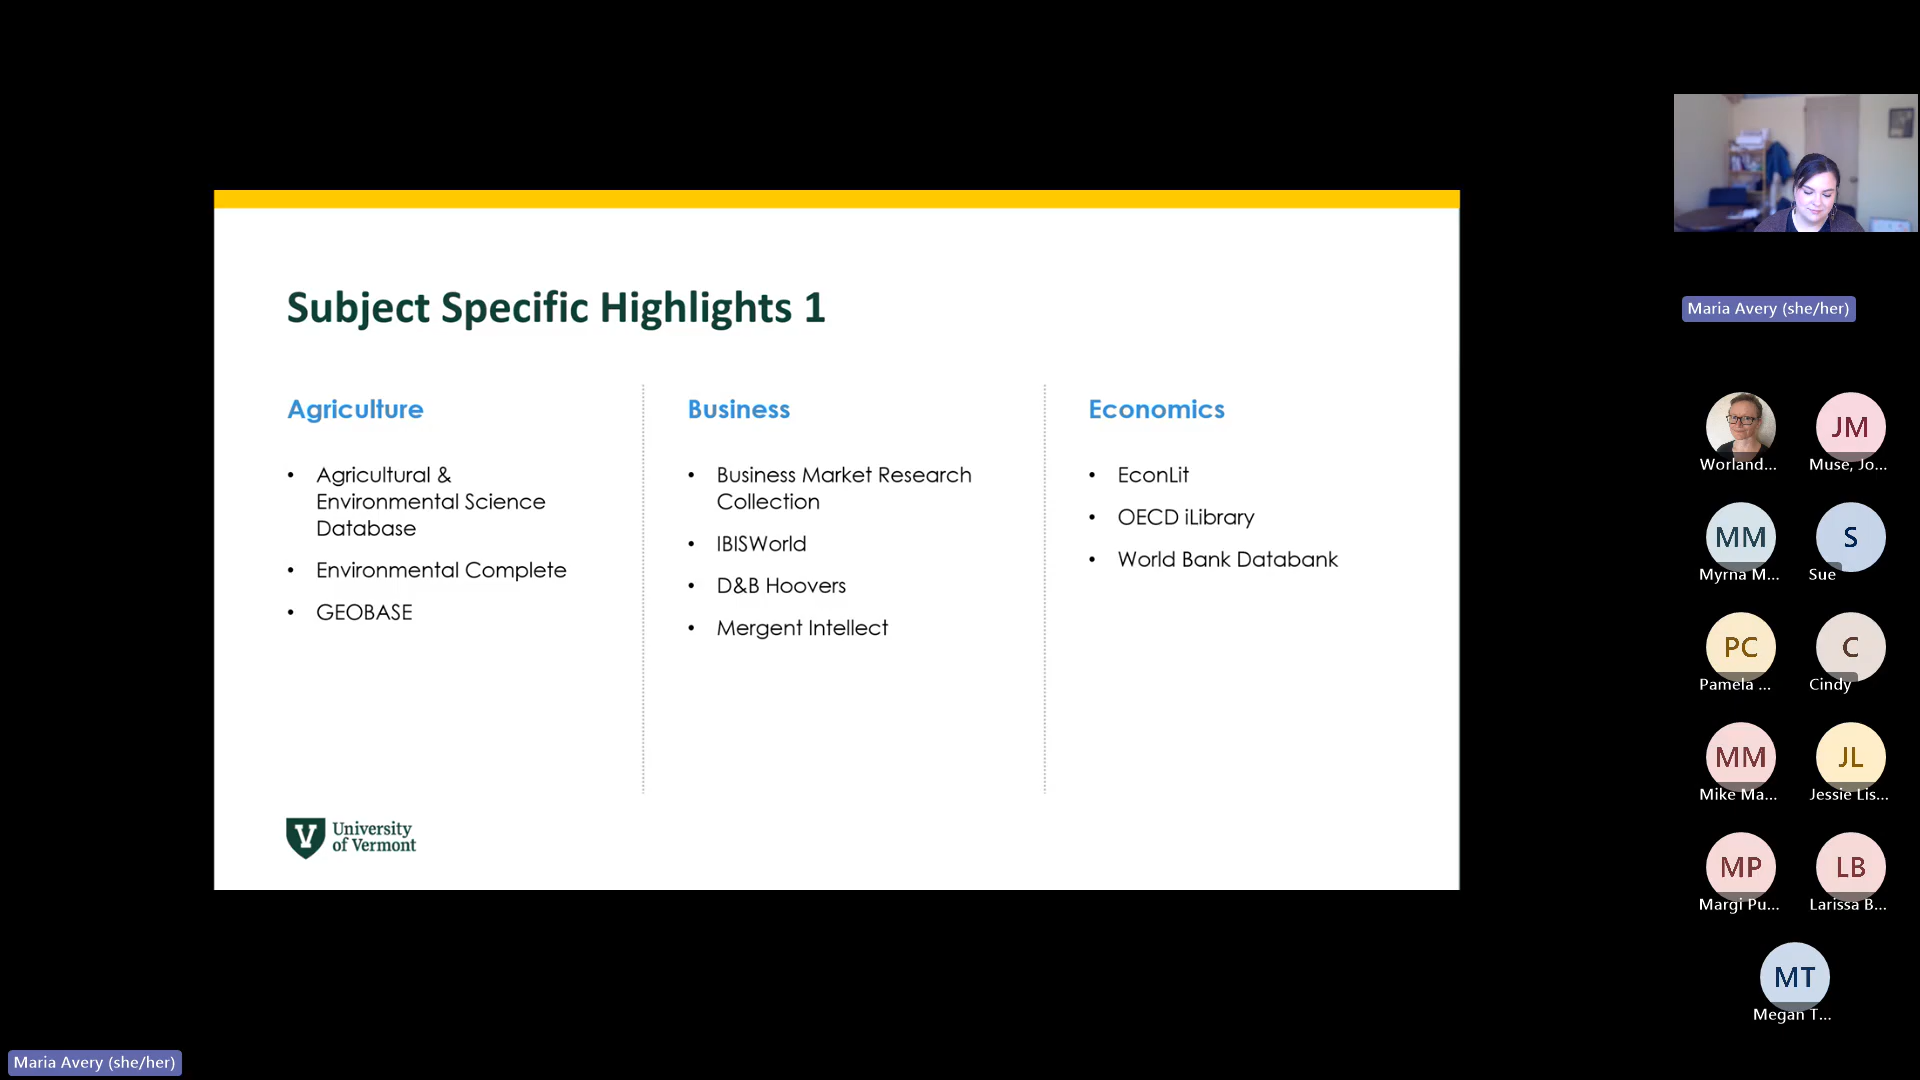 Subject Specific Highlights 1
Agriculture
• Agricultural &
Environmental Science
Database
• Environmental Complete
• GEOBASE
Business
• Business Market Research
Collection
• IBISWorld
• D&B Hoovers
• Mergent Intellect
Economics
• EconLit
• OECD iLibrary
• World Bank Databank
V University
of Vermont
Maria Avery (she/her)
Worland...
JM
Muse, Jo...
MM
Myrna M...
S
Sue
PC
Pamela ...
C
Cindy
MM
Mike Ma...
JL
Jessie Lis...
MP
Margi Pu...
LB
Larissa B...
MT
Megan T...
Maria Avery (she/her)